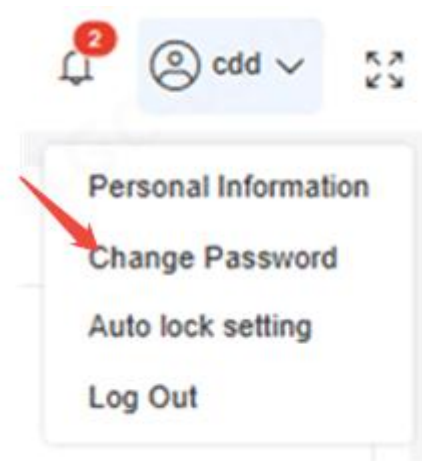 2
cdd
Personal Information
Change Password
Auto lock setting
Log Out